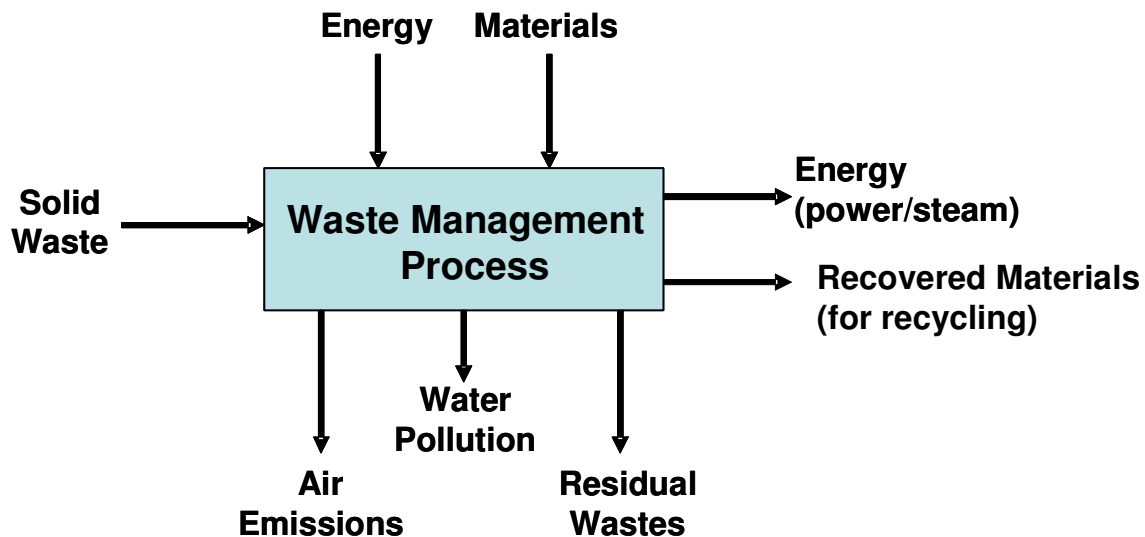 Energy
Materials
Solid
Waste
Waste Management
Process
Energy
(power/steam)
Recovered Materials
(for recycling)
Water
Pollution
Air
Emissions
Residual
Wastes